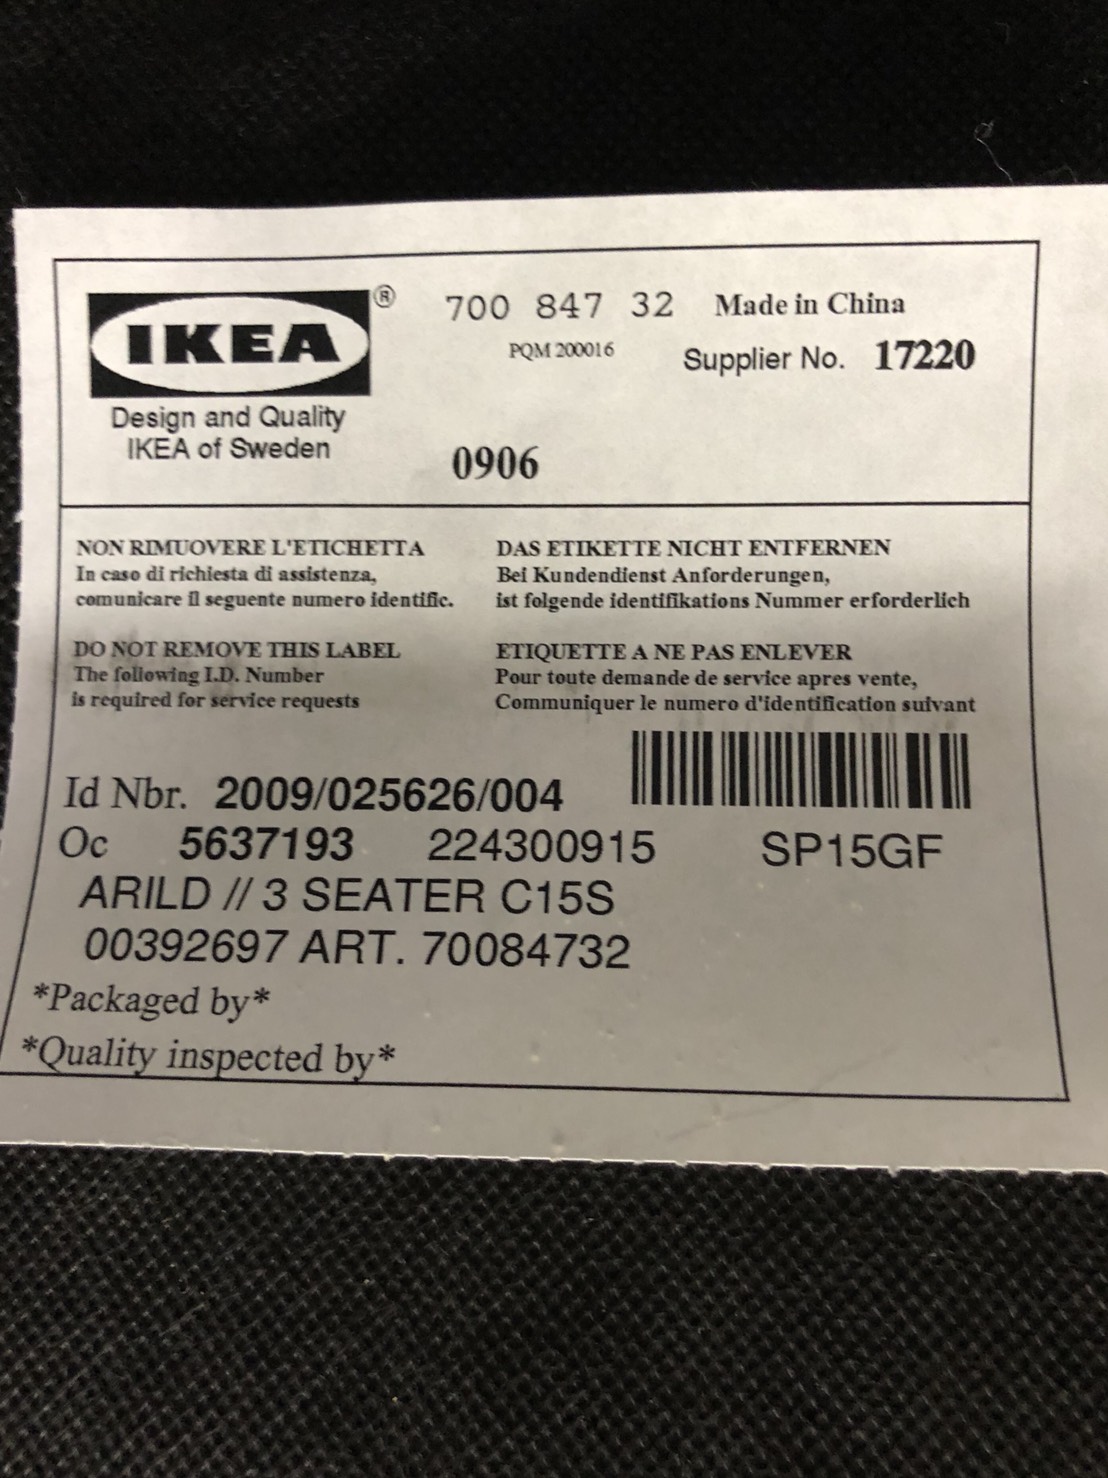 IKEA ® 700 847 32 Made in China
PQM 200016 Supplier No. 17220
Design and Quality
IKEA of Sweden
0906
NON RIMUOVERE L'ETICHETTA
In caso di richiesta di assistenza,
comunicare il seguente numero identific.
DAS ETIKETTE NICHT ENTFERNEN
Bei Kundendienst Anforderungen,
ist folgende identifikations Nummer erforderlich
DO NOT REMOVE THIS LABEL
The following I.D. Number
is required for service requests
ETIQUETTE A NE PAS ENLEVER
Pour toute demande de service apres vente,
Communiquer le numero d'identification suivant
Id Nbr. 2009/025626/004
Oc 5637193 224300915 SP15GF
ARILD // 3 SEATER C15S
00392697 ART. 70084732
*Packaged by*
*Quality inspected by*